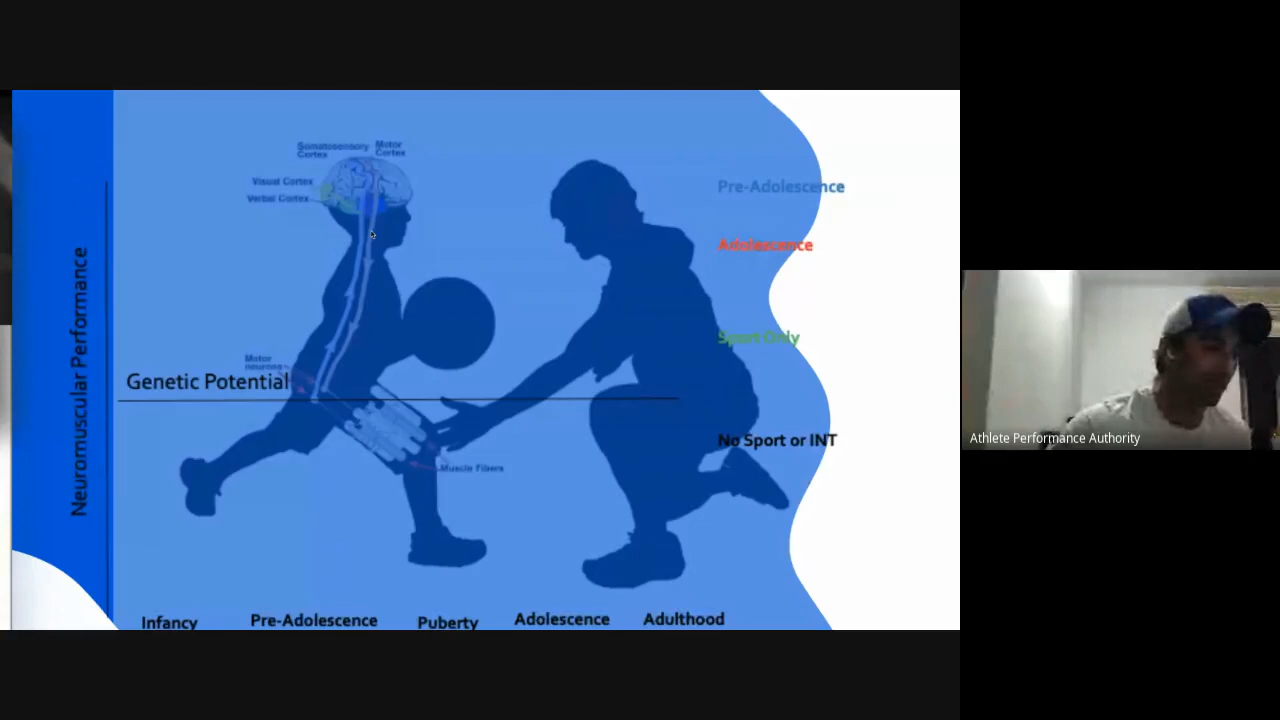 Somatosensory Cortex
Motor Cortex
Visual Cortex
Verbal Cortex
Pre-Adolescence
Adolescence
Sport Only
Neuromuscular Performance
Motor neurons
Genetic Potential
No Sport or INT
Muscle Fibers
Athlete Performance Authority
Infancy
Pre-Adolescence
Puberty
Adolescence
Adulthood